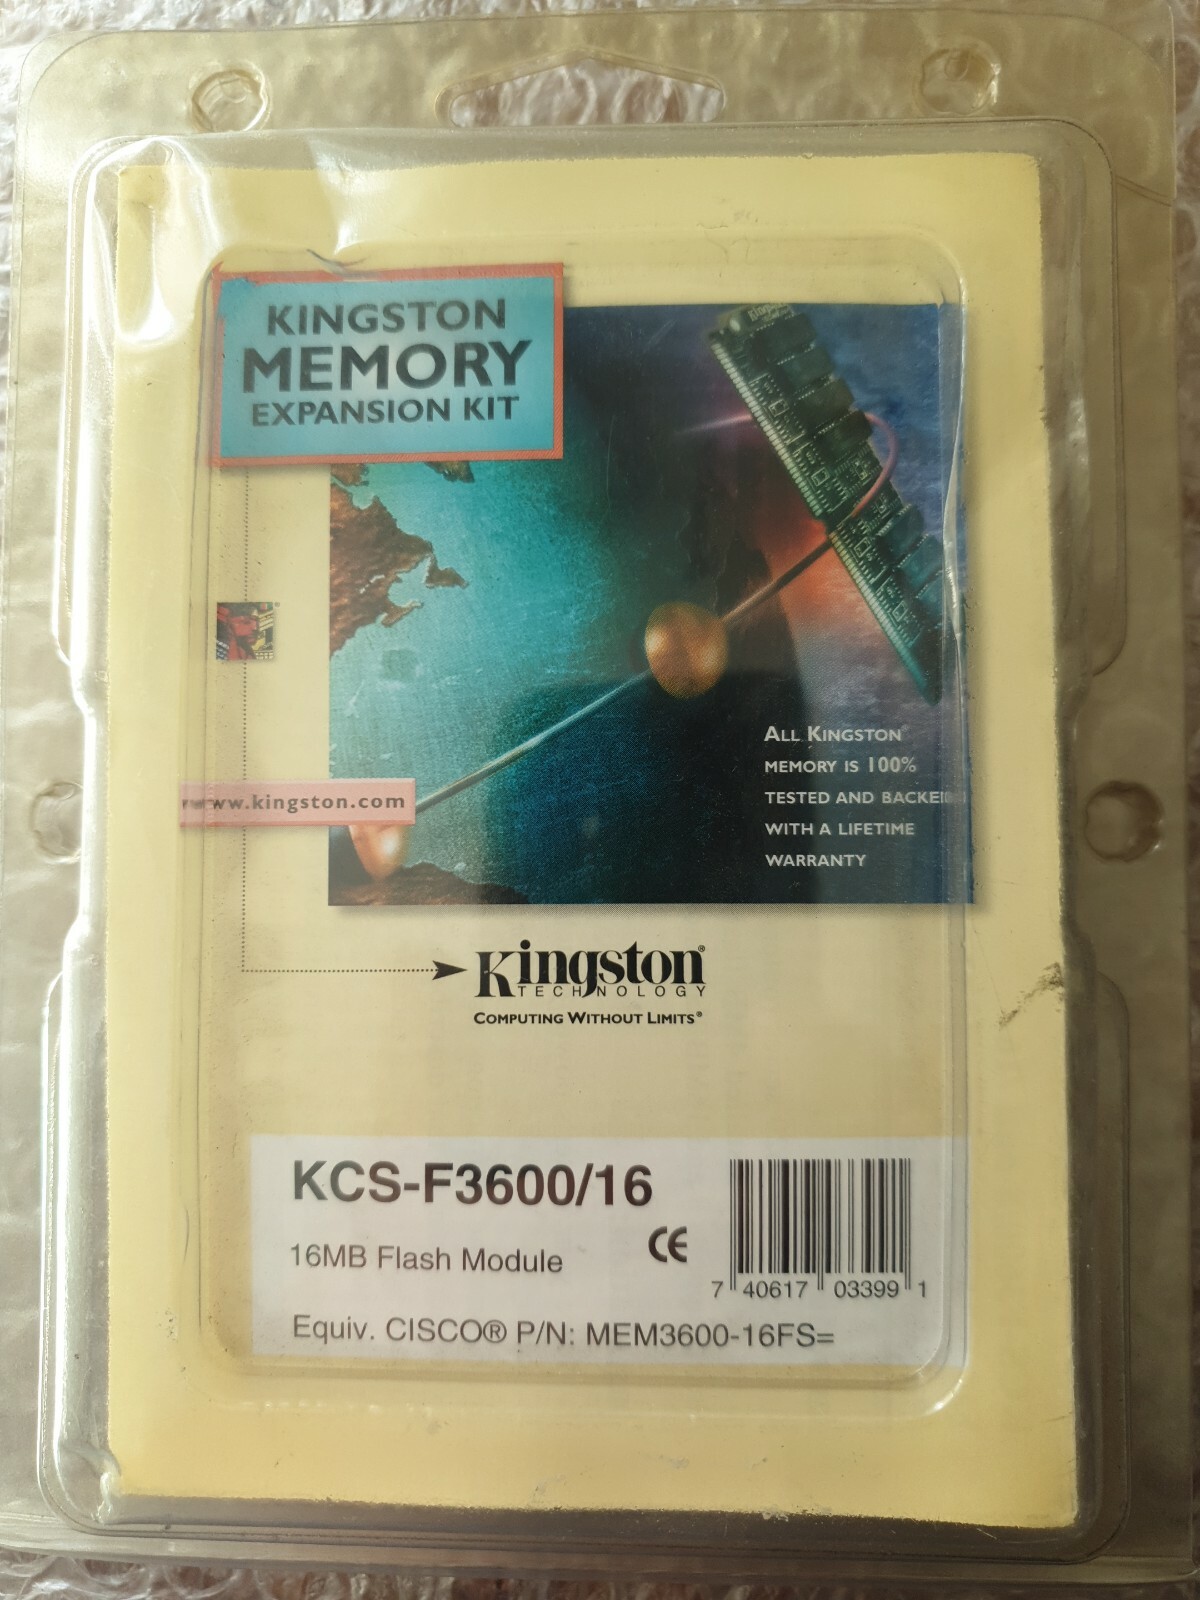 KINGSTON
MEMORY
EXPANSION KIT
Kingston
ALL KINGSTON
MEMORY IS 100%
TESTED AND BACKED
WITH A LIFETIME
WARRANTY
www.kingston.com
Kingston®
TECHNOLOGY
COMPUTING WITHOUT LIMITS®
KCS-F3600/16
16MB Flash Module
CE
7 40617 03399 1
Equiv. CISCO® P/N: MEM3600-16FS=